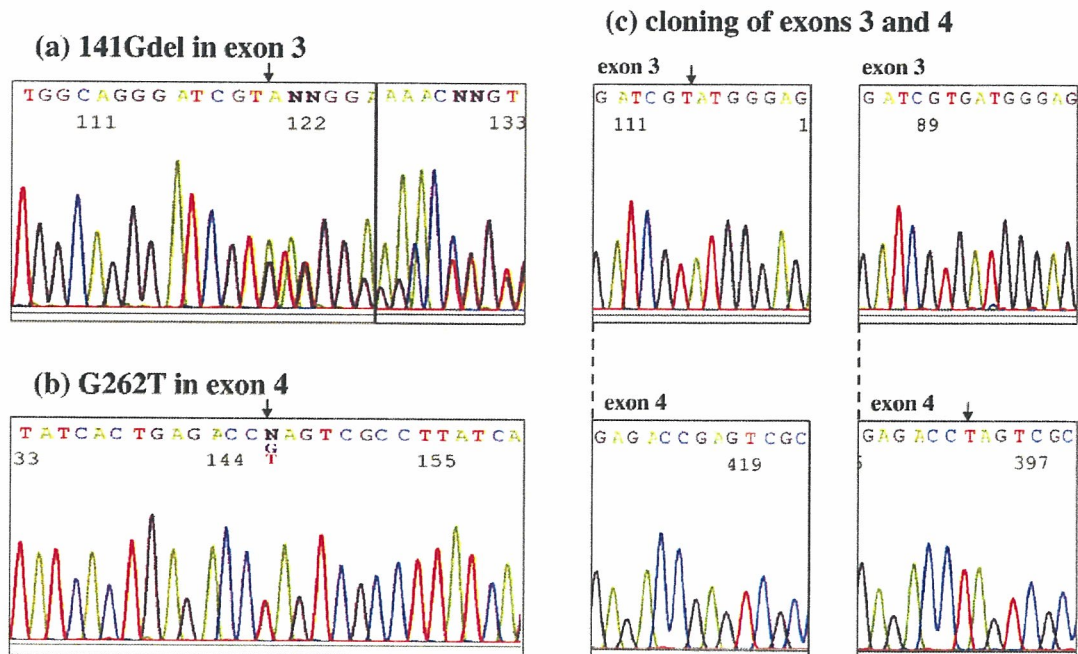 (a) 141Gdel in exon 3
TGGCAGGGATCGTANNGGAAAACNNGT
111 122 133
(b) G262T in exon 4
TATCACTGAGACCNAGTCGCCTTATCA
G
T
33 144 155
(c) cloning of exons 3 and 4
exon 3
GATCGTATGGGAG
111 1
exon 3
GATCGTGATGGGAG
89
exon 4
GAGACCGAGTCGC
419
exon 4
GAGACCTAGTCGC
397